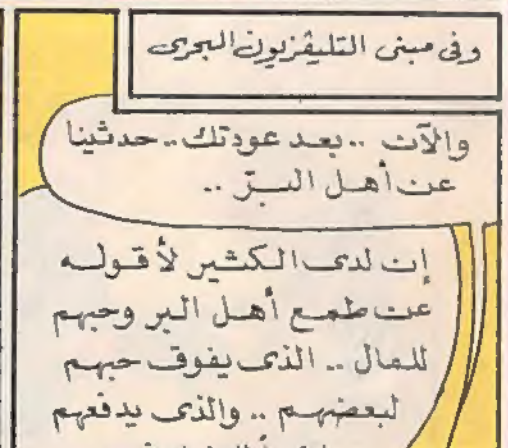 وفى مبنى التليفزيون البحرى
والآن .. بعد عودتك .. حدثينا
عن أهل البر ..
إن لدى الكثير لأقوله
عن طمع أهل البر وحبهم
للمال .. الذى يفوق حبهم
لبعضهم .. والذى يدفعهم